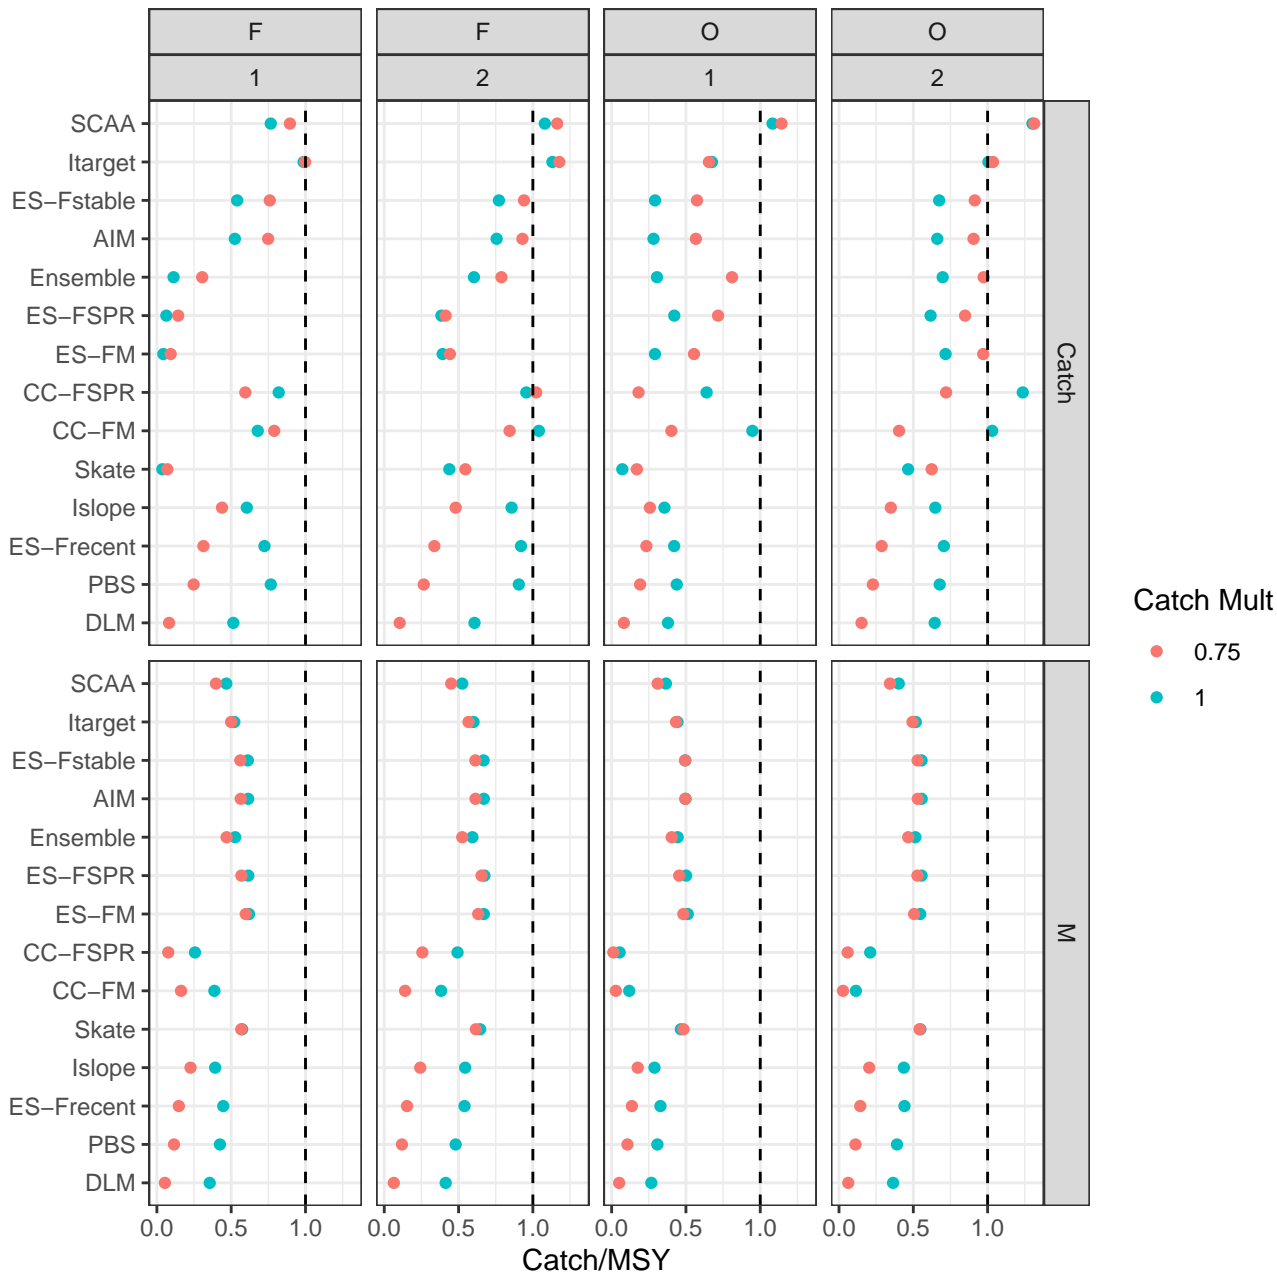 F F O O
1 2 1 2
SCAA
Itarget
ES−Fstable
AIM
Ensemble
ES−FSPR
ES−FM
CC−FSPR
CC−FM
Skate
Islope
ES−Frecent
PBS
DLM
Catch
SCAA
Itarget
ES−Fstable
AIM
Ensemble
ES−FSPR
ES−FM
CC−FSPR
CC−FM
Skate
Islope
ES−Frecent
PBS
DLM
M
0.0 0.5 1.0 0.0 0.5 1.0 0.0 0.5 1.0 0.0 0.5 1.0
Catch/MSY
Catch Mult
0.75
1